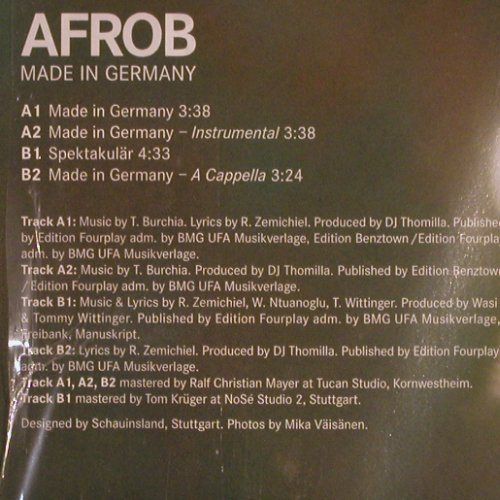 AFROB
MADE IN GERMANY
A1 Made in Germany 3:38
A2 Made in Germany – Instrumental 3:38
B1. Spektakulär 4:33
B2 Made in Germany – A Cappella 3:24
Track A1: Music by T. Burchia. Lyrics by R. Zemichiel. Produced by DJ Thomilla. Published
by Edition Fourplay adm. by BMG UFA Musikverlage, Edition Benztown/Edition Fourplay
adm. by BMG UFA Musikverlage.
Track A2: Music by T. Burchia. Produced by DJ Thomilla. Published by Edition Benztown
/Edition Fourplay adm. by BMG UFA Musikverlage.
Track B1: Music & Lyrics by R. Zemichiel, W. Ntuanoglu, T. Wittinger. Produced by Wasi
& Tommy Wittinger. Published by Edition Fourplay adm. by BMG UFA Musikverlage,
Freibank, Manuskript.
Track B2: Lyrics by R. Zemichiel. Produced by DJ Thomilla. Published by Edition Fourplay
adm. by BMG UFA Musikverlage.
Track A1, A2, B2 mastered by Ralf Christian Mayer at Tucan Studio, Kornwestheim.
Track B1 mastered by Tom Krüger at NoSé Studio 2, Stuttgart.
Designed by Schauinsland, Stuttgart. Photos by Mika Väisänen.